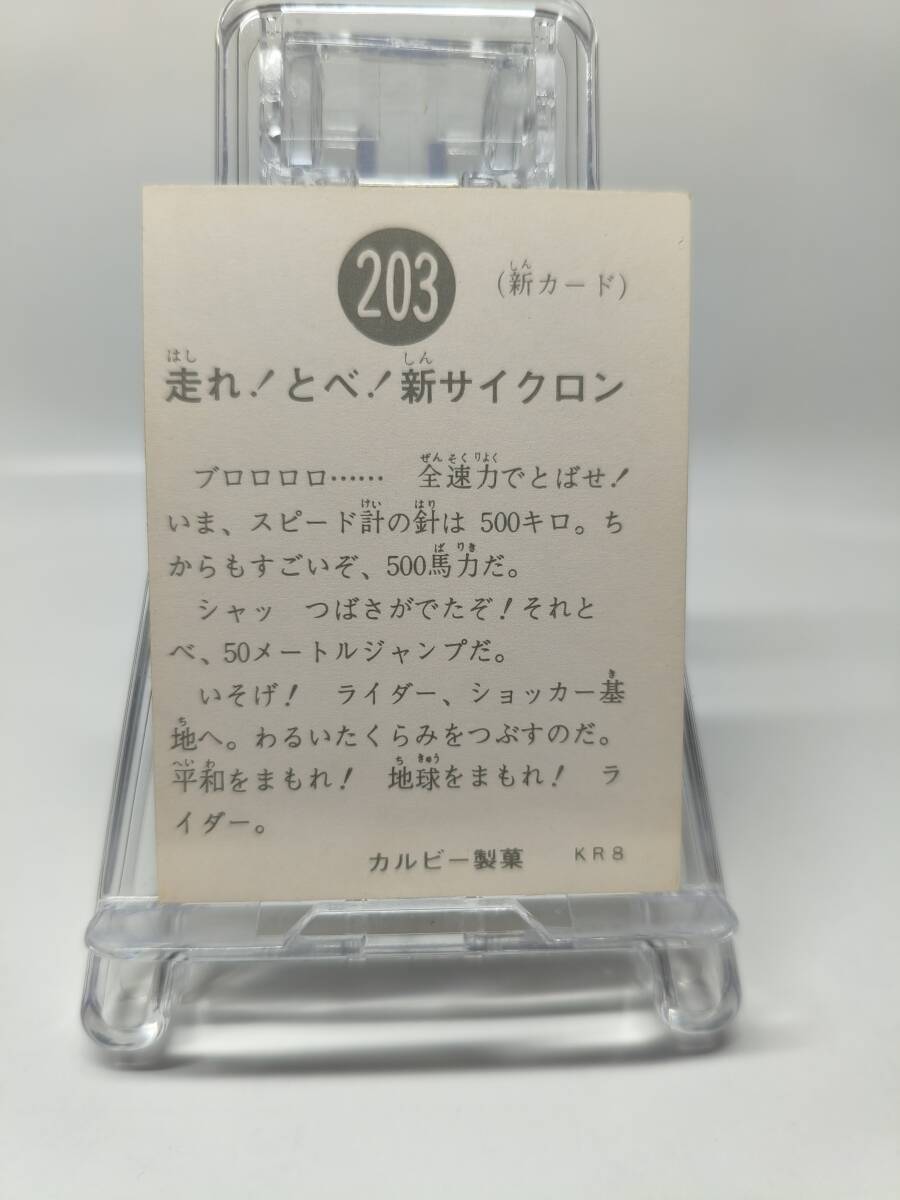 203 (新カード)
走れ！とべ！新サイクロン
ブロロロロ…… 全速力でとばせ！
いま、スピード計の針は 500キロ。ち
からもすごいぞ、500馬力だ。
シャッ つばさがでたぞ！それと
べ、50メートルジャンプだ。
いそげ！ ライダー、ショッカー基
地へ。わるいたくらみをつぶすのだ。
平和をまもれ！ 地球をまもれ！ ラ
イダー。
カルビー製菓 KR8